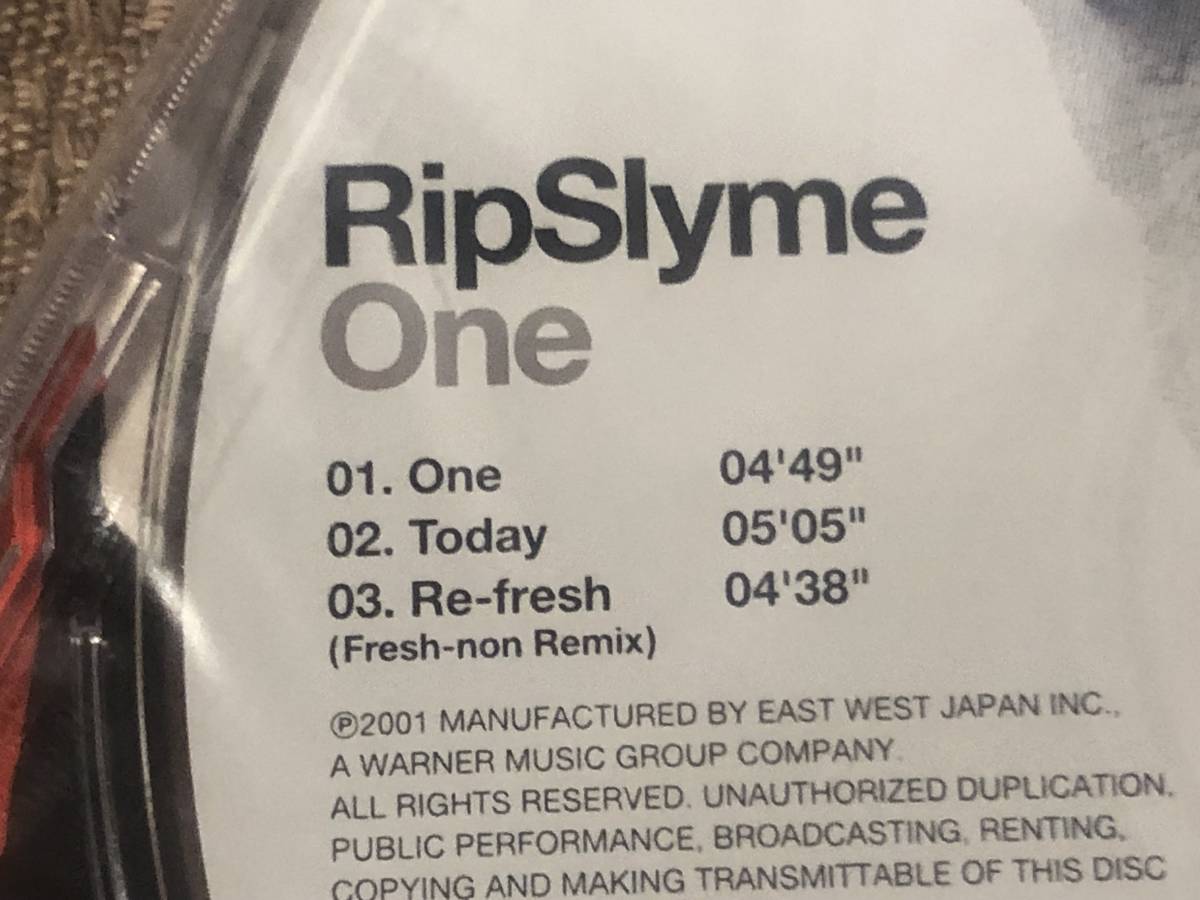 RipSlyme
One
01. One 04'49"
02. Today 05'05"
03. Re-fresh 04'38"
(Fresh-non Remix)
℗2001 MANUFACTURED BY EAST WEST JAPAN INC.,
A WARNER MUSIC GROUP COMPANY.
ALL RIGHTS RESERVED. UNAUTHORIZED DUPLICATION,
PUBLIC PERFORMANCE, BROADCASTING, RENTING,
COPYING AND MAKING TRANSMITTABLE OF THIS DISC